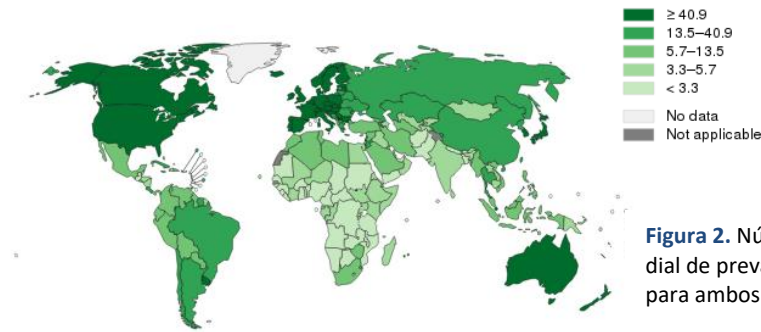 ≥ 40.9
13.5–40.9
5.7–13.5
3.3–5.7
< 3.3
No data
Not applicable
Figura 2. Nú
dial de preva
para ambos